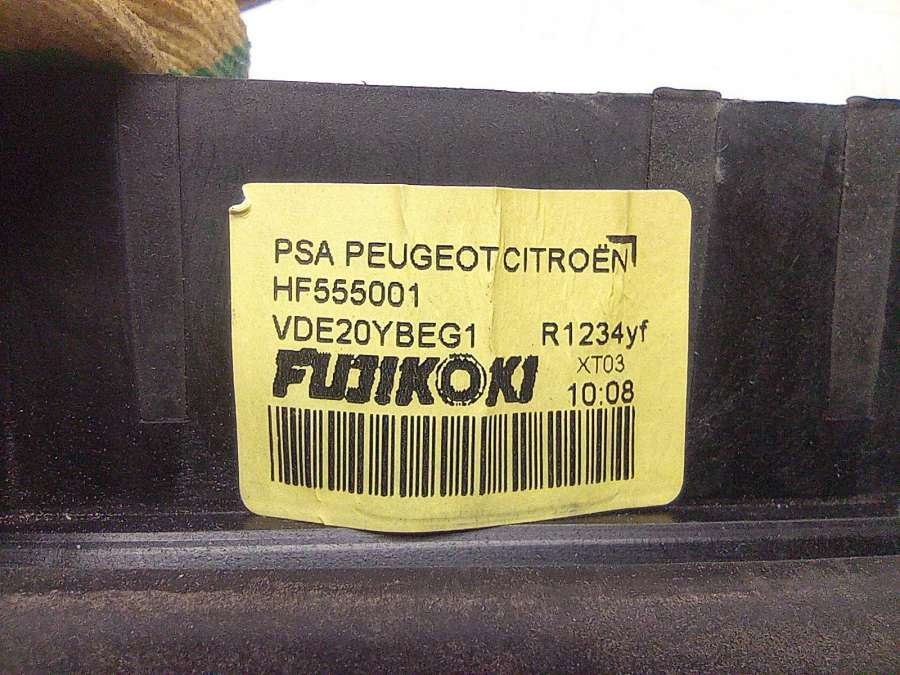 PSA PEUGEOT CITROËN
HF555001
VDE20YBEG1 R1234yf
FUJIKOKI XT03
10:08